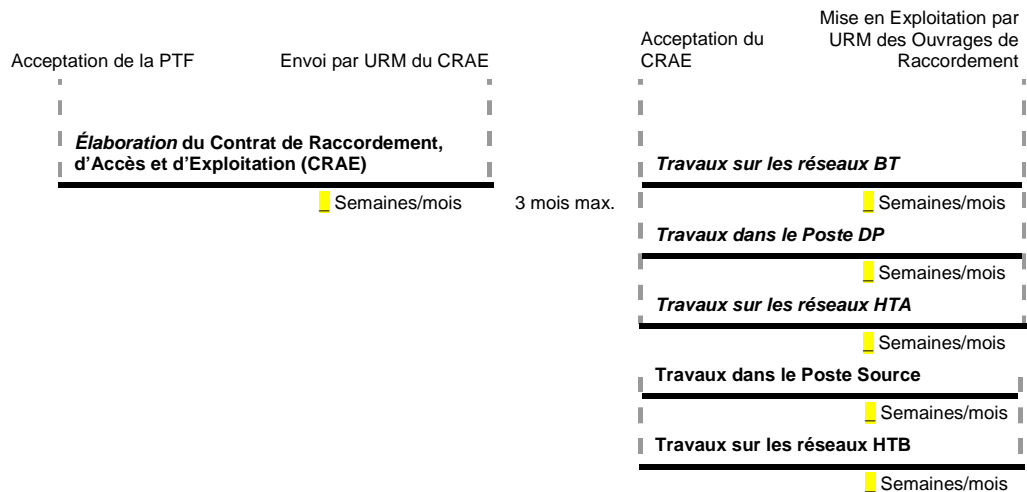 Acceptation de la PTF
Envoi par URM du CRAE
Acceptation du
CRAE
Mise en Exploitation par
URM des Ouvrages de
Raccordement
Élaboration du Contrat de Raccordement,
d'Accès et d'Exploitation (CRAE)
_ Semaines/mois
3 mois max.
Travaux sur les réseaux BT
_ Semaines/mois
Travaux dans le Poste DP
_ Semaines/mois
Travaux sur les réseaux HTA
_ Semaines/mois
Travaux dans le Poste Source
_ Semaines/mois
Travaux sur les réseaux HTB
_ Semaines/mois